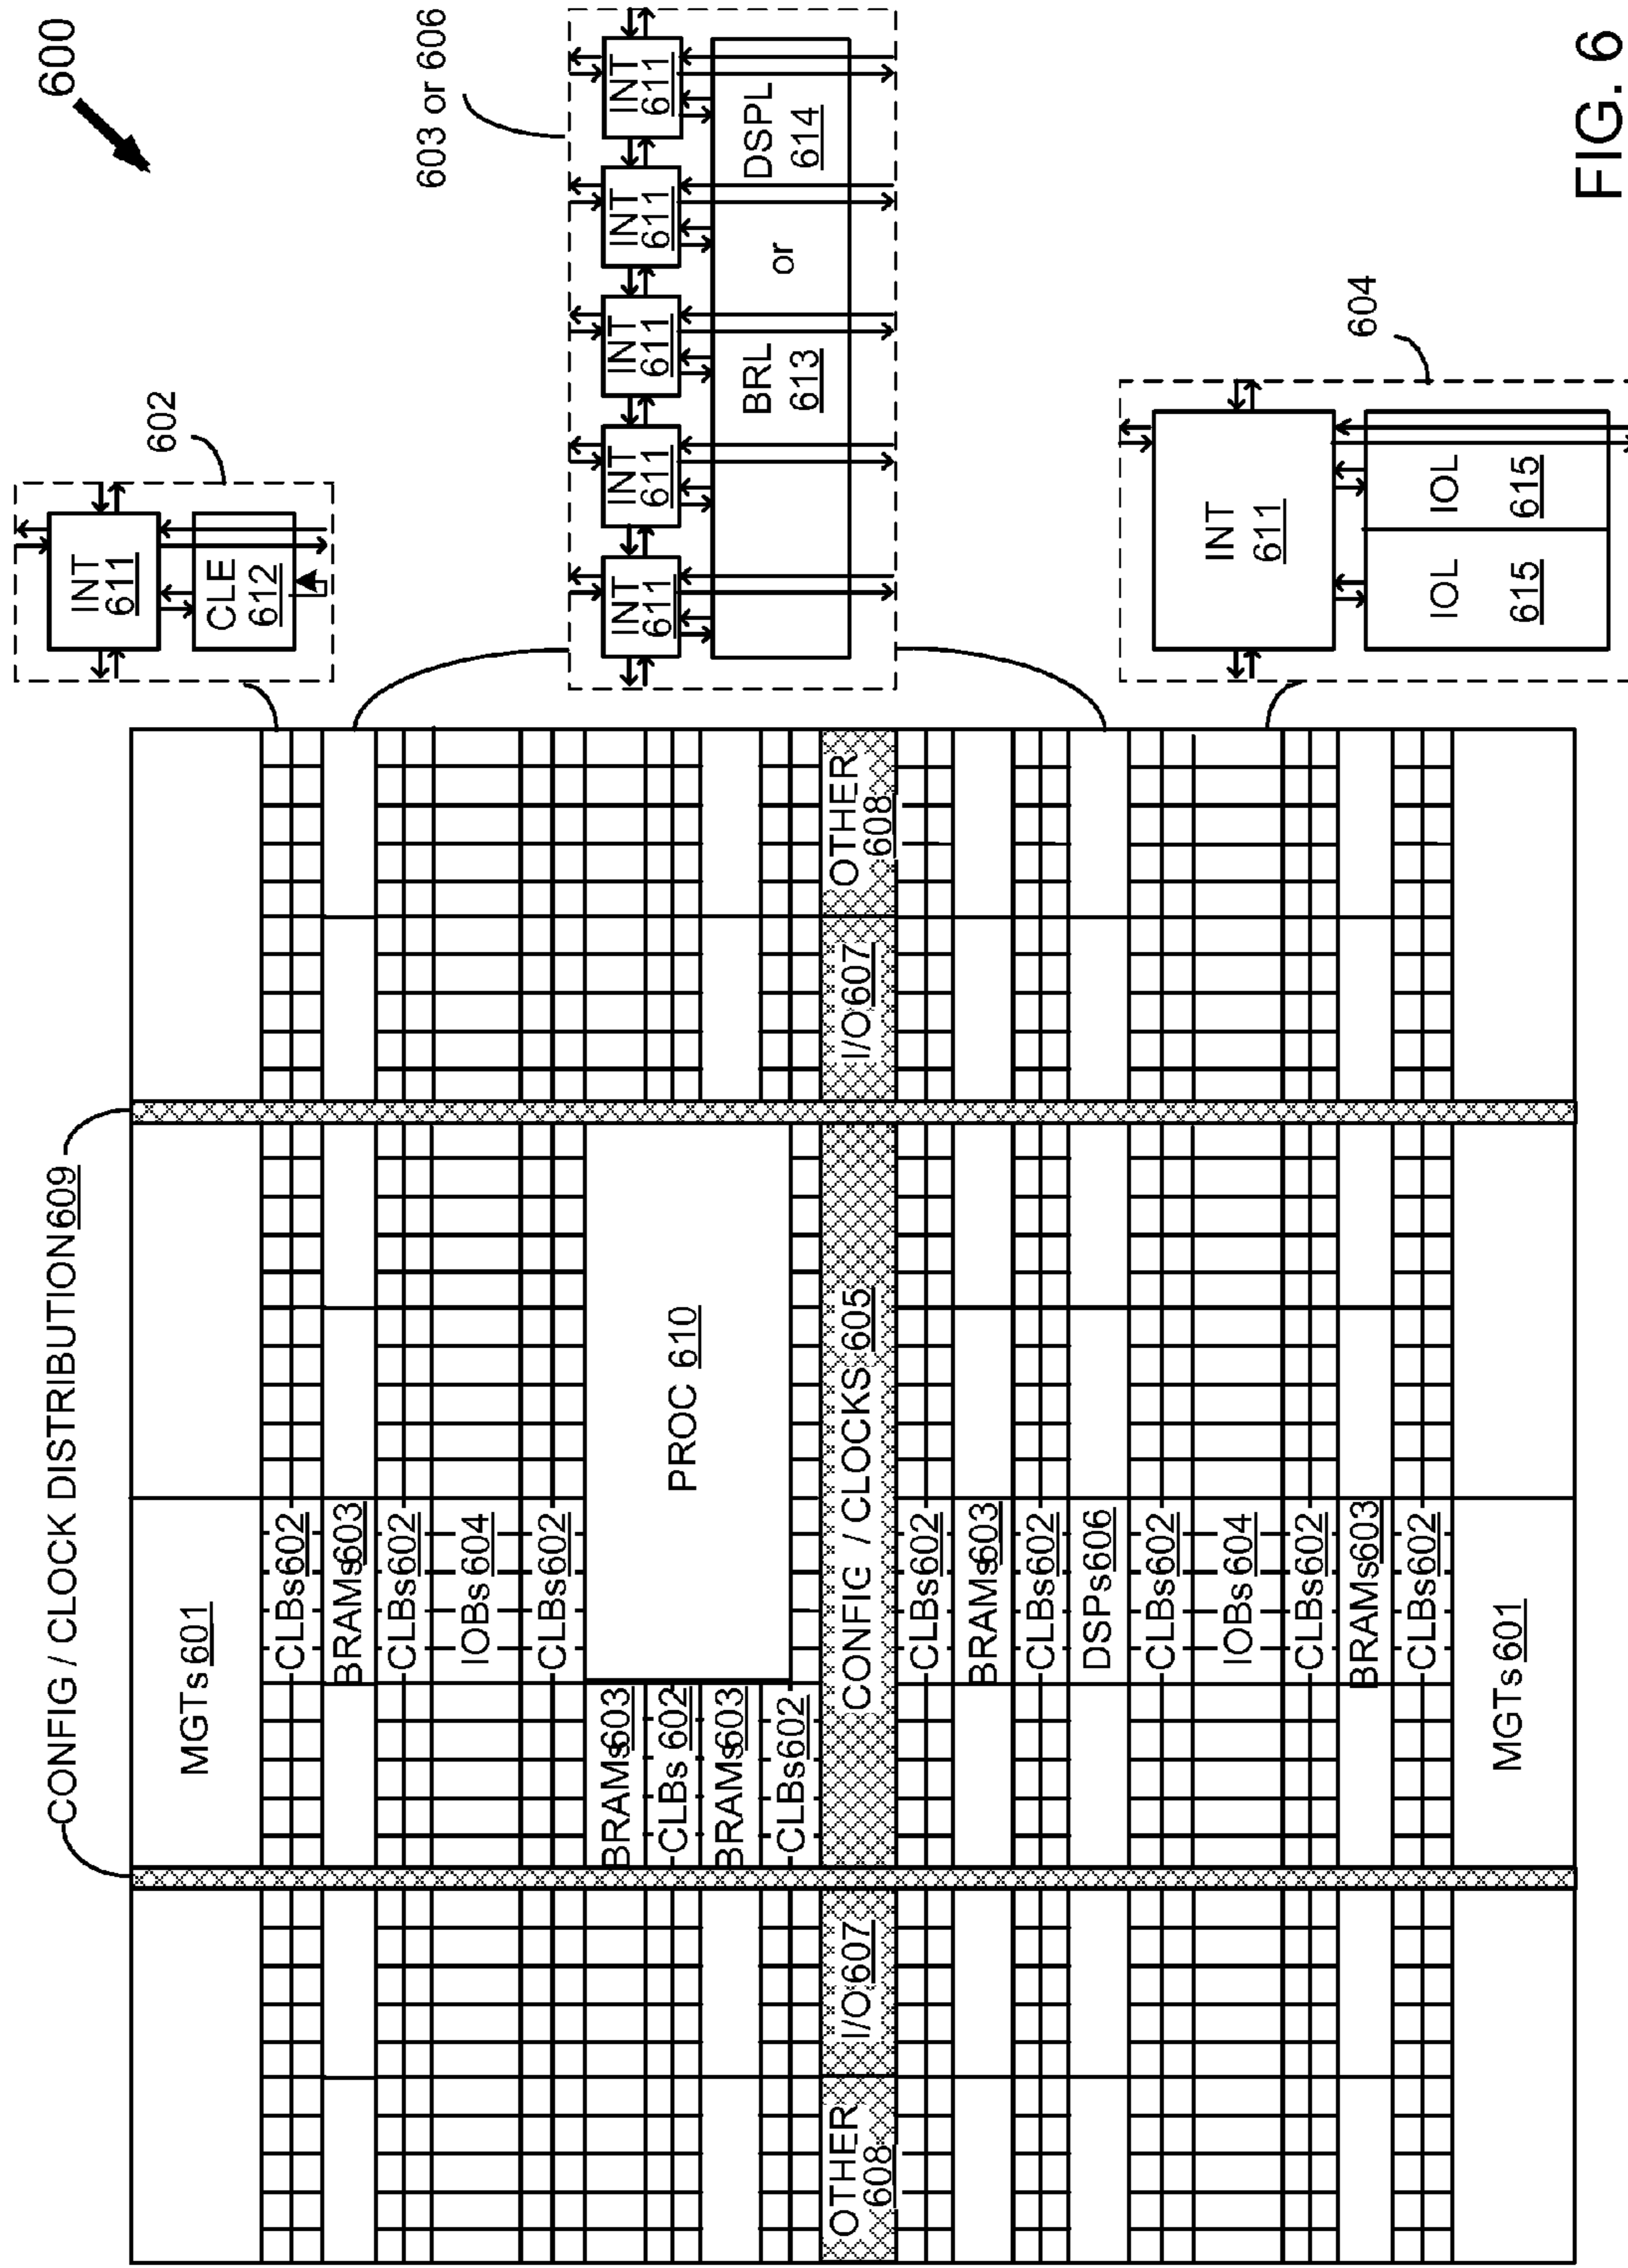 600
CONFIG / CLOCK DISTRIBUTION 609
MGTs 601
CLBs 602
BRAMs 603
CLBs 602
IOBs 604
CLBs 602
BRAMs 603
CLBs 602
BRAMs 603
CLBs 602
PROC 610
OTHER
608
I/O 607
CONFIG / CLOCKS 605
I/O 607
OTHER
608
CLBs 602
BRAMs 603
CLBs 602
DSPs 606
CLBs 602
IOBs 604
CLBs 602
BRAMs 603
CLBs 602
MGTs 601
602
INT
611
CLE
612
603 or 606
INT
611
INT
611
INT
611
INT
611
INT
611
BRL
613
or
DSPL
614
604
INT
611
IOL
615
IOL
615
FIG. 6